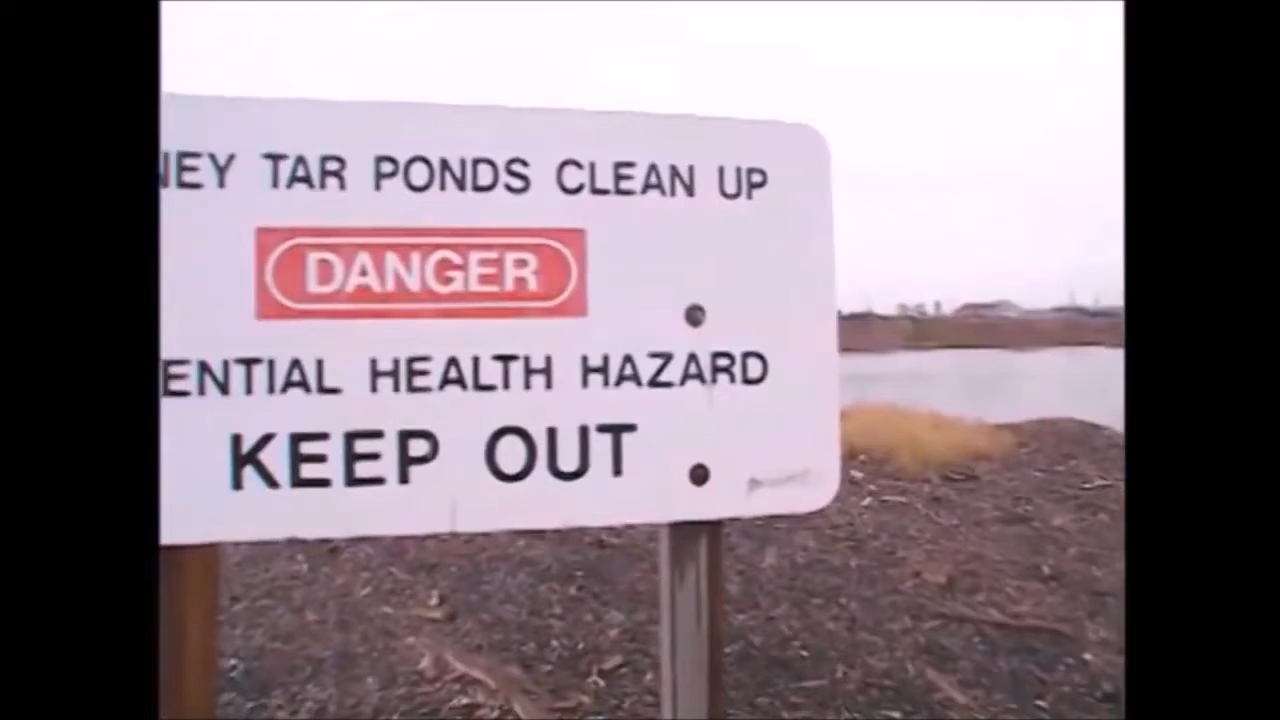 NEY TAR PONDS CLEAN UP
DANGER
ENTIAL HEALTH HAZARD
KEEP OUT